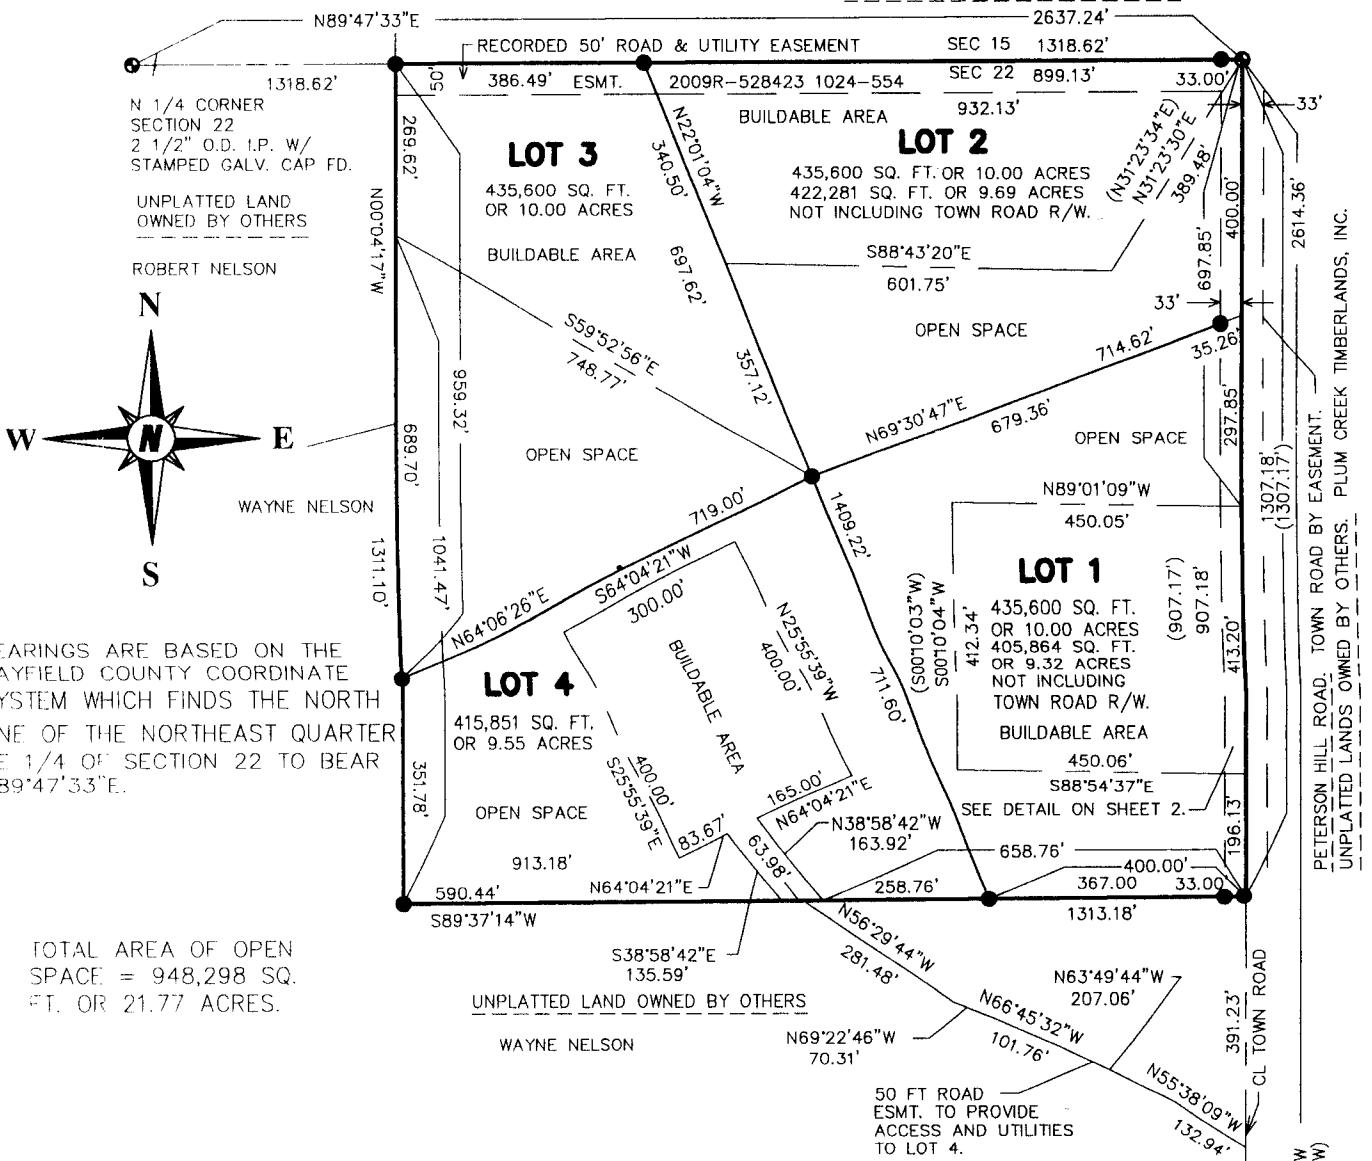 N89°47'33"E
2637.24'
RECORDED 50' ROAD & UTILITY EASEMENT
SEC 15
1318.62'
1318.62'
50'
386.49'
ESMT.
2009R-528423 1024-554
SEC 22
899.13'
33.00'
33'
N 1/4 CORNER
SECTION 22
2 1/2" O.D. I.P. W/
STAMPED GALV. CAP FD.
UNPLATTED LAND
OWNED BY OTHERS
ROBERT NELSON
269.62'
N00°04'17"W
BUILDABLE AREA
932.13'
LOT 3
435,600 SQ. FT.
OR 10.00 ACRES
BUILDABLE AREA
N22°01'04"W
340.50'
697.62'
357.12'
LOT 2
435,600 SQ. FT. OR 10.00 ACRES
422,281 SQ. FT. OR 9.69 ACRES
NOT INCLUDING TOWN ROAD R/W.
(N31°23'34"E)
N31°23'30"E
389.48'
S88°43'20"E
601.75'
OPEN SPACE
400.00'
697.85'
2614.36'
33'
N
W
E
S
N
S59°52'56"E
748.77'
959.32'
689.70'
OPEN SPACE
WAYNE NELSON
1311.10'
1041.47'
714.62'
35.26'
N69°30'47"E
679.36'
OPEN SPACE
297.85'
1307.18'
(1307.17')
PETERSON HILL ROAD. TOWN ROAD BY EASEMENT.
UNPLATTED LANDS OWNED BY OTHERS. PLUM CREEK TIMBERLANDS, INC.
719.00'
N64°06'26"E
S64°04'21"W
300.00'
1409.22'
711.60'
N89°01'09"W
450.05'
LOT 1
435,600 SQ. FT.
OR 10.00 ACRES
405,864 SQ. FT.
OR 9.32 ACRES
NOT INCLUDING
TOWN ROAD R/W.
BUILDABLE AREA
450.06'
S88°54'37"E
(S00°10'03"W)
S00°10'04"W
412.34'
(907.17')
907.18'
413.20'
196.13'
SEE DETAIL ON SHEET 2.
EARINGS ARE BASED ON THE
AYFIELD COUNTY COORDINATE
YSTEM WHICH FINDS THE NORTH
NE OF THE NORTHEAST QUARTER
E 1/4 OF SECTION 22 TO BEAR
89°47'33"E.
LOT 4
415,851 SQ. FT.
OR 9.55 ACRES
BUILDABLE AREA
N25°55'39"W
400.00'
400.00'
S25°55'39"E
351.78'
OPEN SPACE
165.00'
N64°04'21"E
83.67'
63.98'
N38°58'42"W
163.92'
658.76'
400.00'
913.18'
N64°04'21"E
590.44'
S89°37'14"W
258.76'
367.00
33.00'
1313.18'
S38°58'42"E
135.59'
TOTAL AREA OF OPEN
SPACE = 948,298 SQ.
FT. OR 21.77 ACRES.
UNPLATTED LAND OWNED BY OTHERS
WAYNE NELSON
N56°29'44"W
281.48'
N63°49'44"W
207.06'
N69°22'46"W
70.31'
N66°45'32"W
101.76'
N55°38'09"W
132.94'
391.23'
CL TOWN ROAD
50 FT ROAD
ESMT. TO PROVIDE
ACCESS AND UTILITIES
TO LOT 4.
W
W)